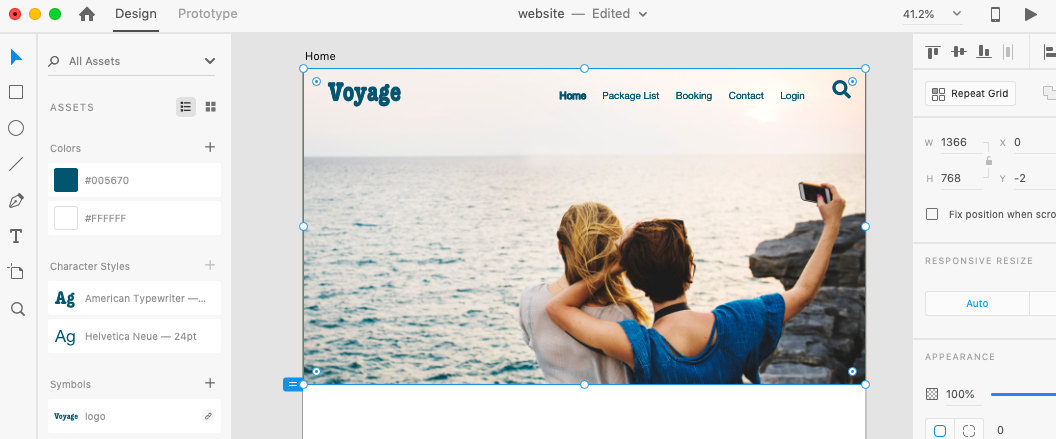 Design Prototype website — Edited 41.2%
All Assets
ASSETS
Colors
#005670
#FFFFFF
Character Styles
Ag American Typewriter —...
Ag Helvetica Neue — 24pt
Symbols
Voyage logo
Home
Voyage Home Package List Booking Contact Login
Repeat Grid
W 1366 X 0
H 768 Y -2
Fix position when scro
RESPONSIVE RESIZE
Auto
APPEARANCE
100%
0